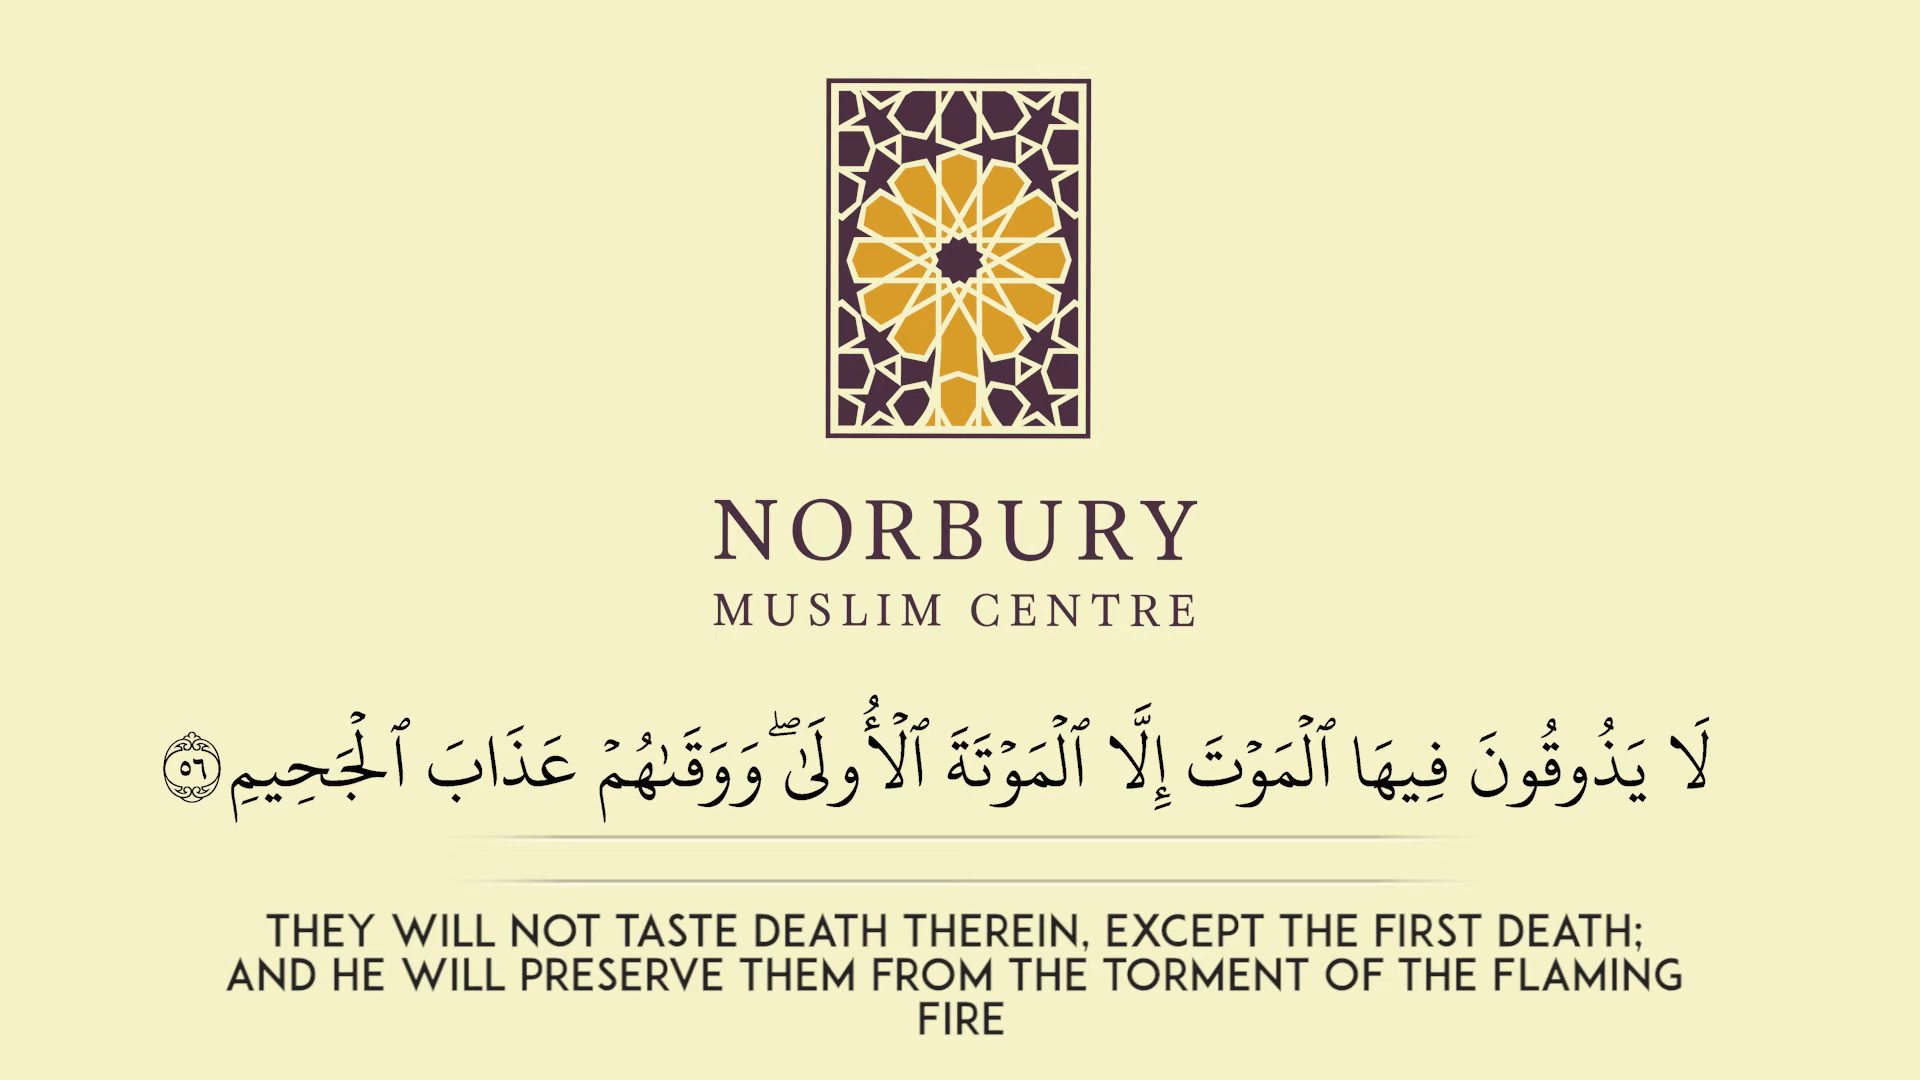 NORBURY
MUSLIM CENTRE
لَا يَذُوقُونَ فِيهَا ٱلْمَوْتَ إِلَّا ٱلْمَوْتَةَ ٱلْأُولَىٰ ۖ وَوَقَىٰهُمْ عَذَابَ ٱلْجَحِيمِ ٥٦
THEY WILL NOT TASTE DEATH THEREIN, EXCEPT THE FIRST DEATH;
AND HE WILL PRESERVE THEM FROM THE TORMENT OF THE FLAMING
FIRE